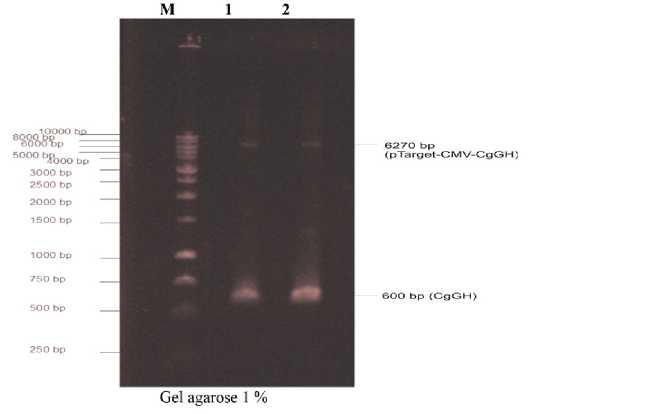 M 1 2
10000 bp
8000 bp
6000 bp
5000 bp
4000 bp
3000 bp
2500 bp
2000 bp
1500 bp
1000 bp
750 bp
500 bp
250 bp
6270 bp
(pTarget-CMV-CgGH)
600 bp (CgGH)
Gel agarose 1 %